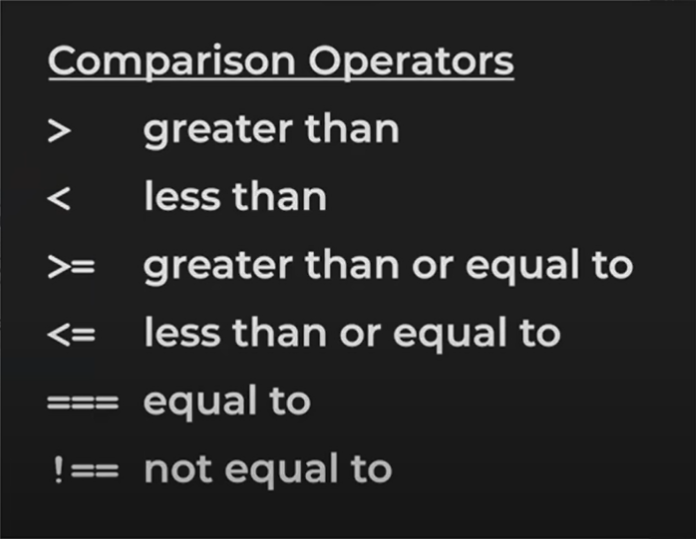 Comparison Operators
> greater than
< less than
>= greater than or equal to
<= less than or equal to
=== equal to
!== not equal to